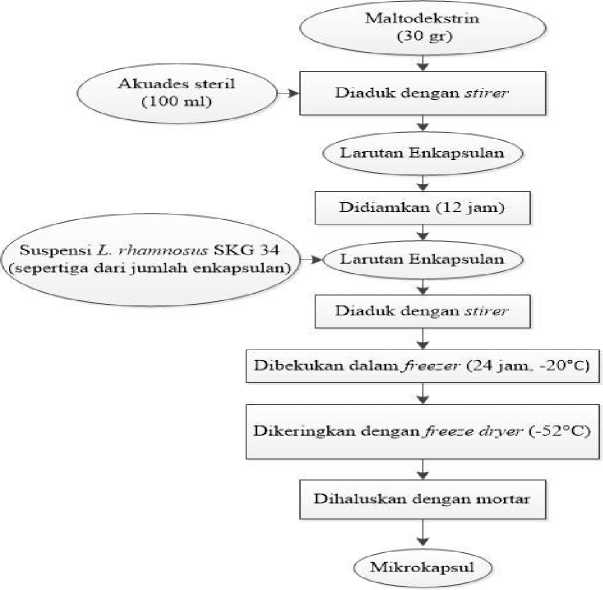 Maltodekstrin
(30 gr)
Akuades steril
(100 ml)
Diaduk dengan stirer
Larutan Enkapsulan
Didiamkan (12 jam)
Suspensi L. rhamnosus SKG 34
(sepertiga dari jumlah enkapsulan)
Larutan Enkapsulan
Diaduk dengan stirer
Dibekukan dalam freezer (24 jam, -20°C)
Dikeringkan dengan freeze dryer (-52°C)
Dihaluskan dengan mortar
Mikrokapsul